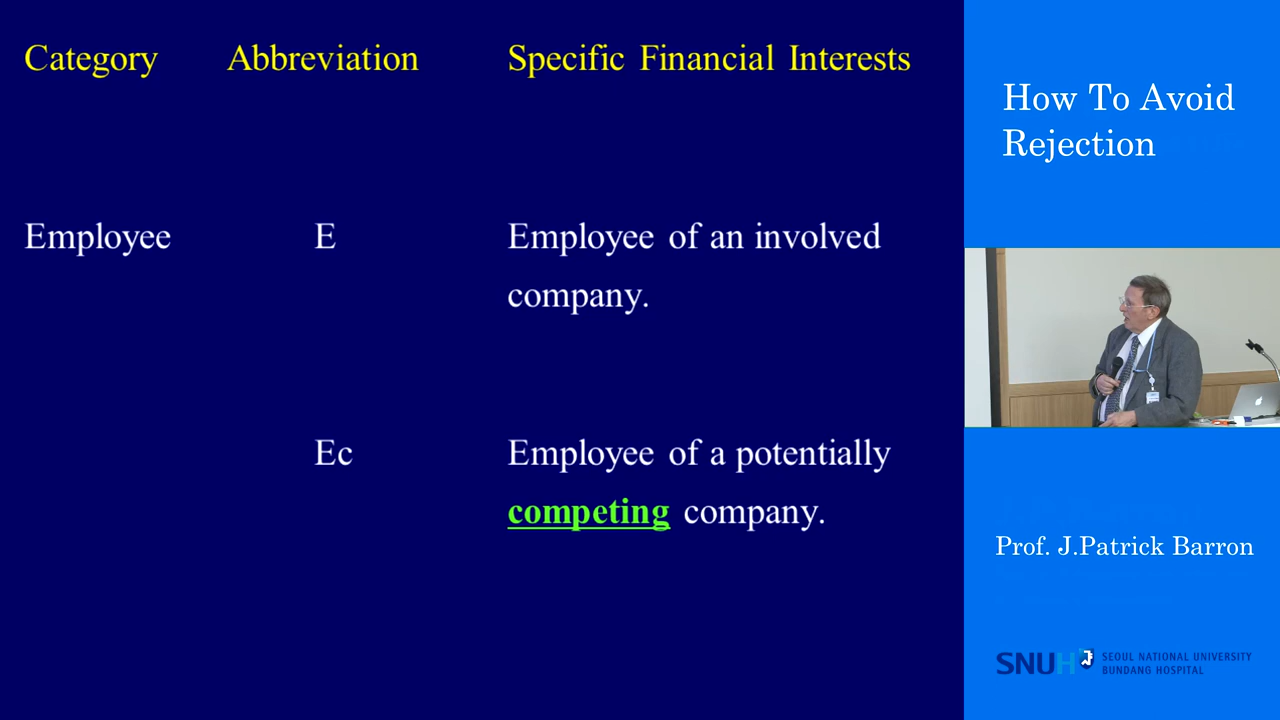 Category Abbreviation Specific Financial Interests
Employee E Employee of an involved
company.
Ec Employee of a potentially
competing company.
How To Avoid
Rejection
Prof. J.Patrick Barron
SNUH SEOUL NATIONAL UNIVERSITY
BUNDANG HOSPITAL